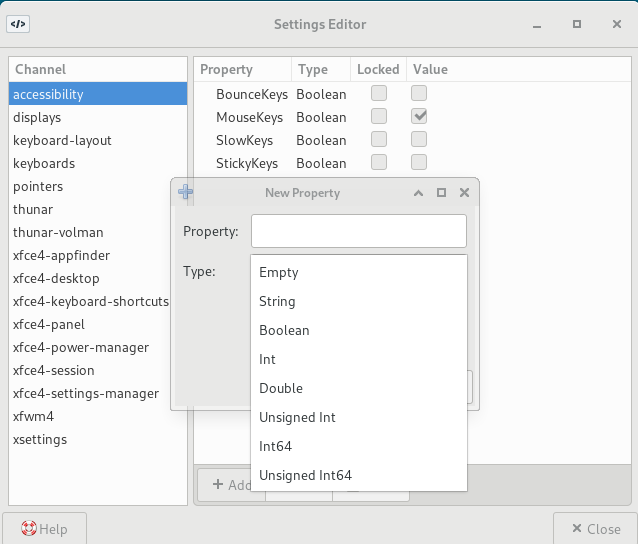 </>
Settings Editor
Channel
accessibility
displays
keyboard-layout
keyboards
pointers
thunar
thunar-volman
xfce4-appfinder
xfce4-desktop
xfce4-keyboard-shortcuts
xfce4-panel
xfce4-power-manager
xfce4-session
xfce4-settings-manager
xfwm4
xsettings
Property Type Locked Value
BounceKeys Boolean
MouseKeys Boolean
SlowKeys Boolean
StickyKeys Boolean
New Property
Property:
Type:
Empty
String
Boolean
Int
Double
Unsigned Int
Int64
Unsigned Int64
Add
Help
Close